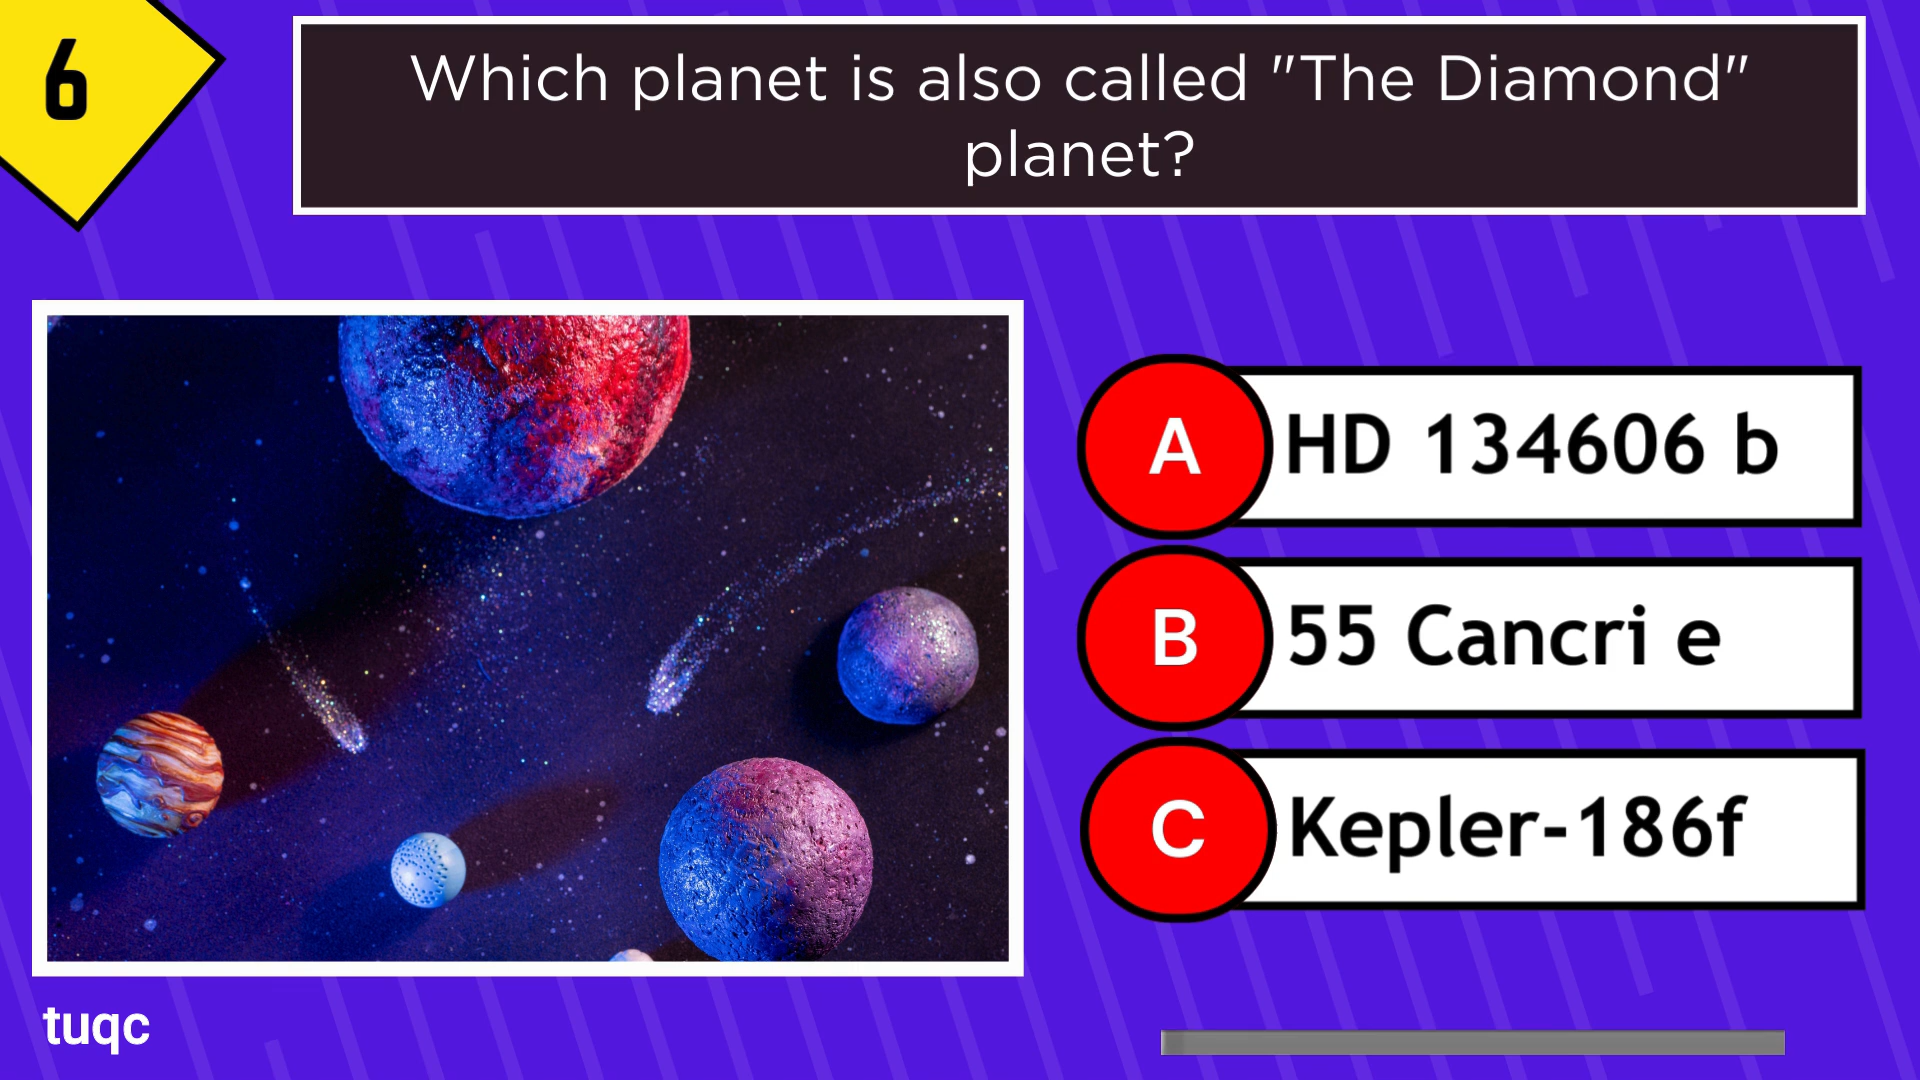 6
Which planet is also called "The Diamond"
planet?
A HD 134606 b
B 55 Cancri e
C Kepler-186f
tuqc